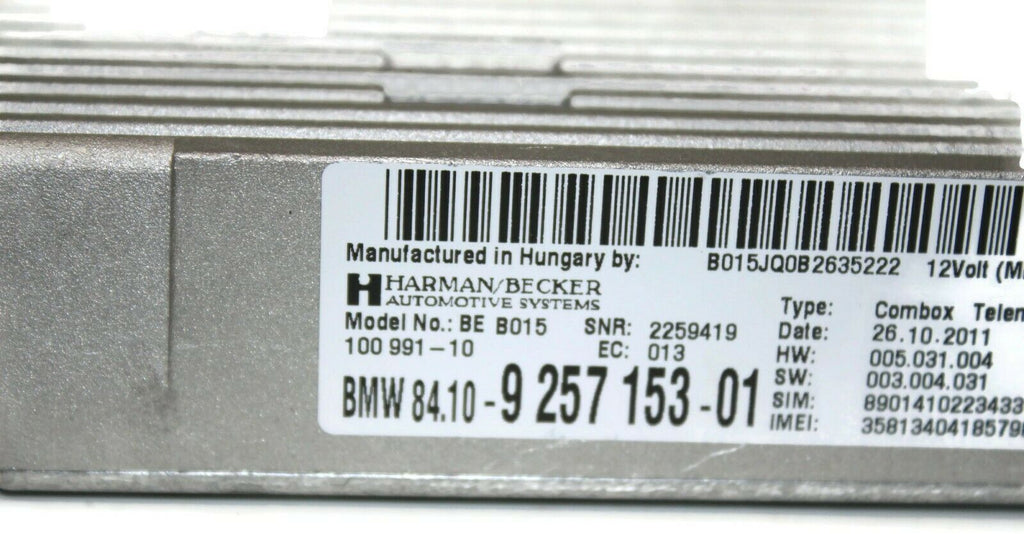 Manufactured in Hungary by: B015JQ0B2635222 12Volt
HARMAN/BECKER
AUTOMOTIVE SYSTEMS
Model No.: BE B015 SNR: 2259419
100 991-10 EC: 013
BMW 84.10 - 9 257 153 - 01
Type: Combox
Date: 26.10.2011
HW: 005.031.004
SW: 003.004.031
SIM: 8901410223433
IMEI: 3581340418579